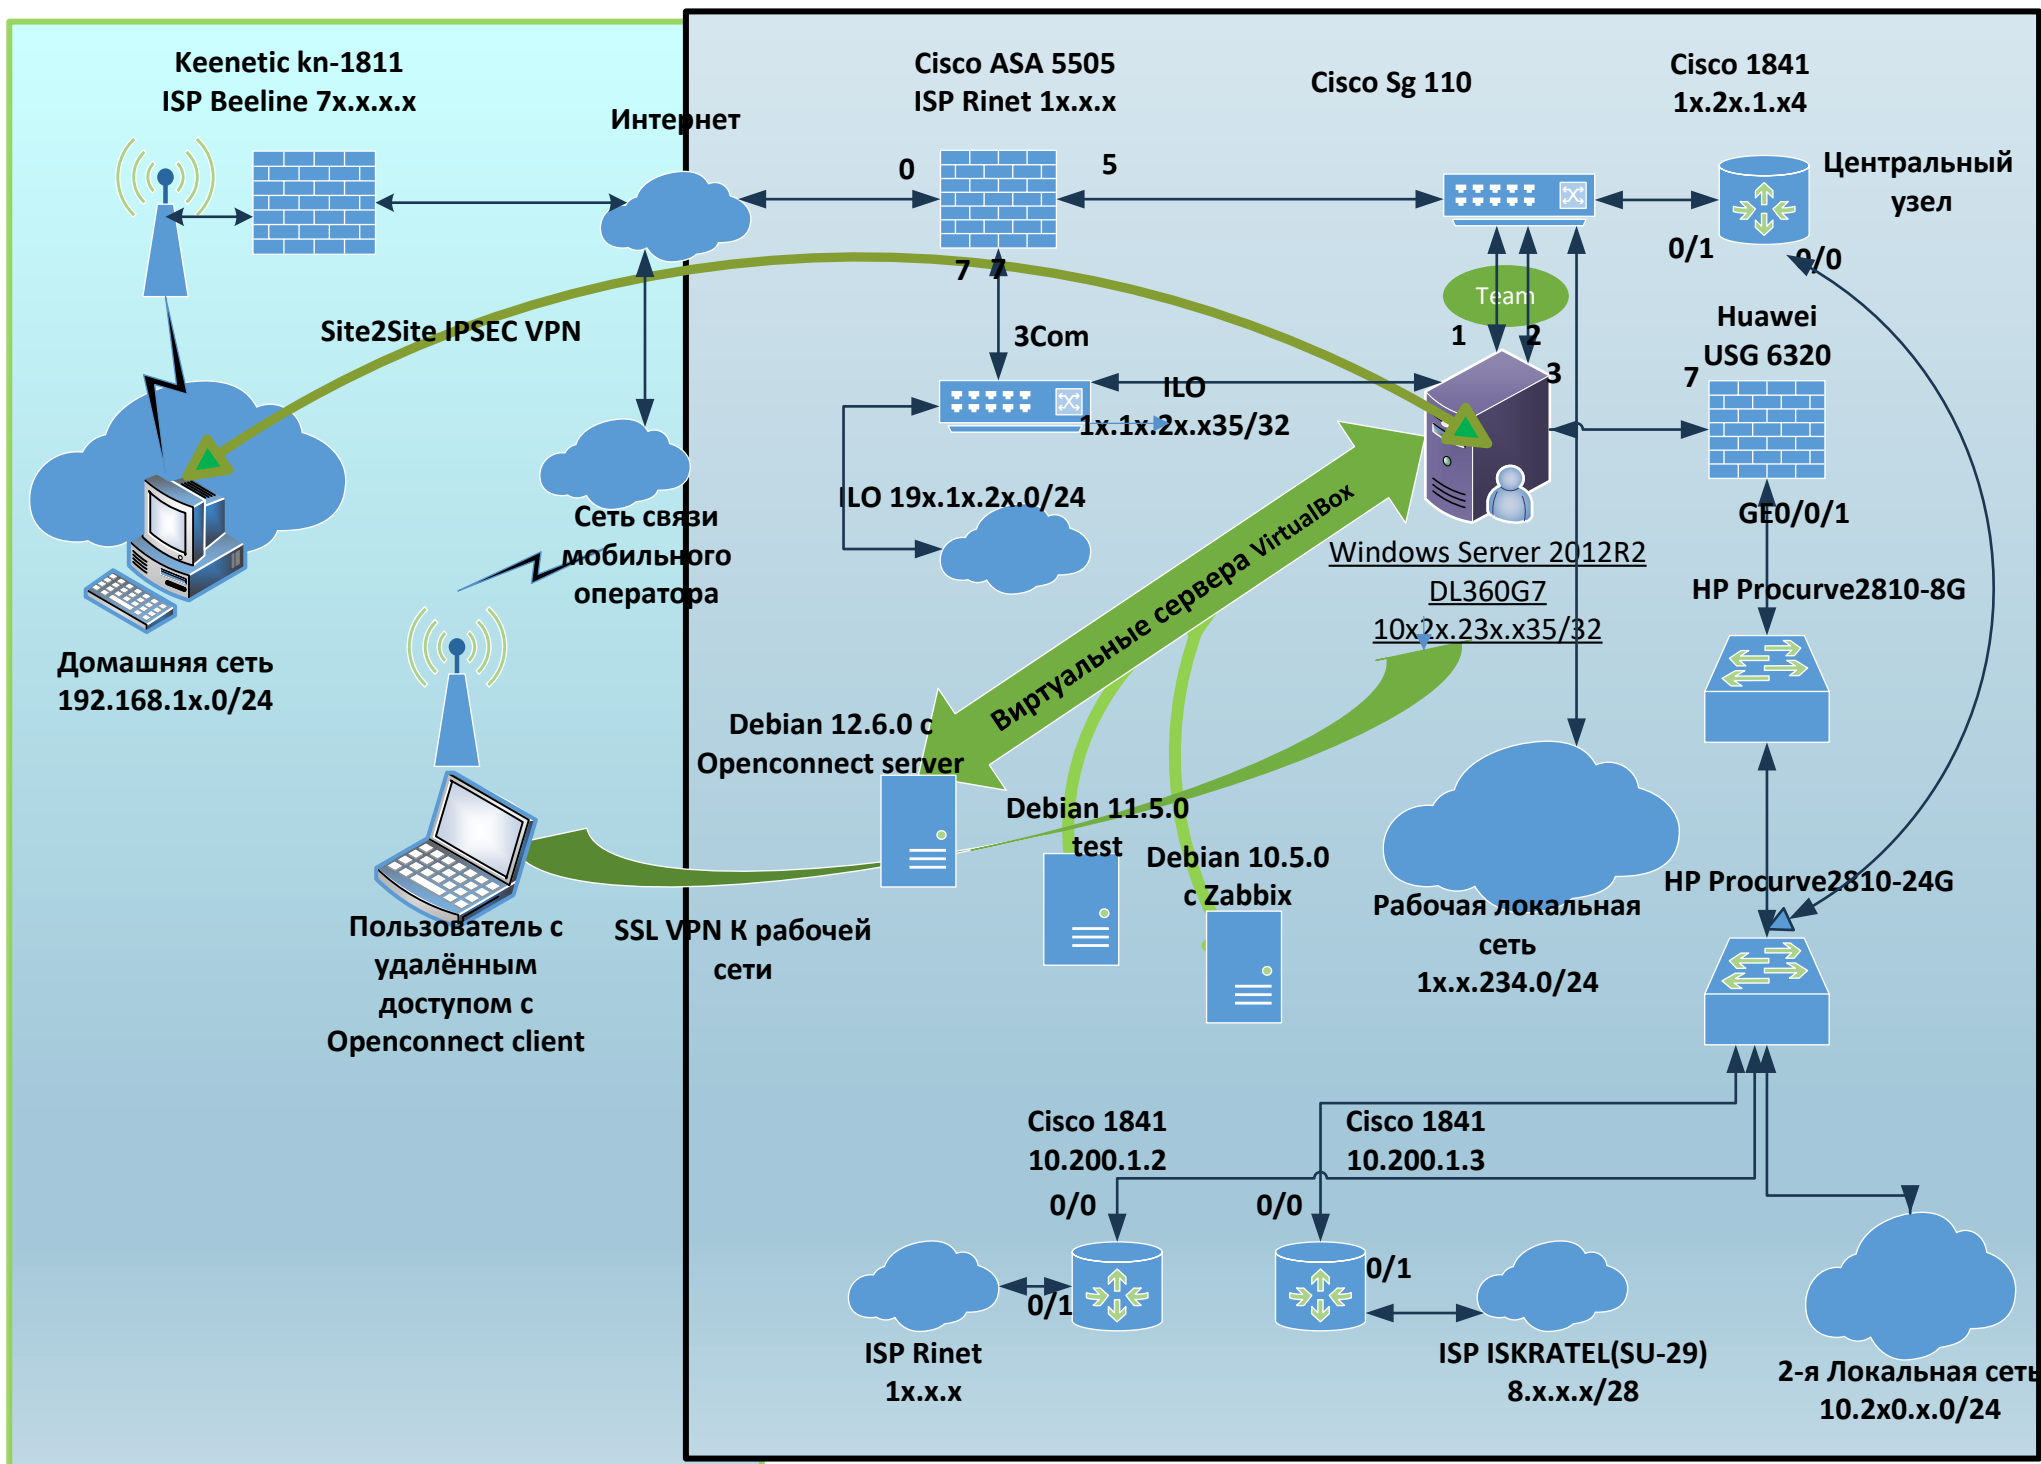 Keenetic kn-1811
ISP Beeline 7x.x.x.x
Интернет
Cisco ASA 5505
ISP Rinet 1x.x.x
Cisco Sg 110
Cisco 1841
1x.2x.1.x4
Центральный
узел
0
5
7
7
0/1
0/0
Team
1
2
3
Site2Site IPSEC VPN
3Com
ILO
1x.1x.2x.x35/32
Huawei
USG 6320
7
GE0/0/1
ILO 19x.1x.2x.0/24
Сеть связи
мобильного
оператора
Виртуальные сервера VirtualBox
Windows Server 2012R2
DL360G7
10x2x.23x.x35/32
HP Procurve2810-8G
Домашняя сеть
192.168.1x.0/24
Debian 12.6.0 с
Openconnect server
Debian 11.5.0
test
Debian 10.5.0
с Zabbix
HP Procurve2810-24G
Рабочая локальная
сеть
1x.x.234.0/24
Пользователь с
удалённым
доступом с
Openconnect client
SSL VPN К рабочей
сети
Cisco 1841
10.200.1.2
Cisco 1841
10.200.1.3
0/0
0/0
0/1
0/1
ISP Rinet
1x.x.x
ISP ISKRATEL(SU-29)
8.x.x.x/28
2-я Локальная сеть
10.2x0.x.0/24